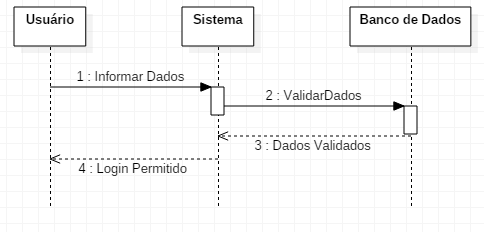 Usuário
Sistema
Banco de Dados
1 : Informar Dados
2 : ValidarDados
3 : Dados Validados
4 : Login Permitido